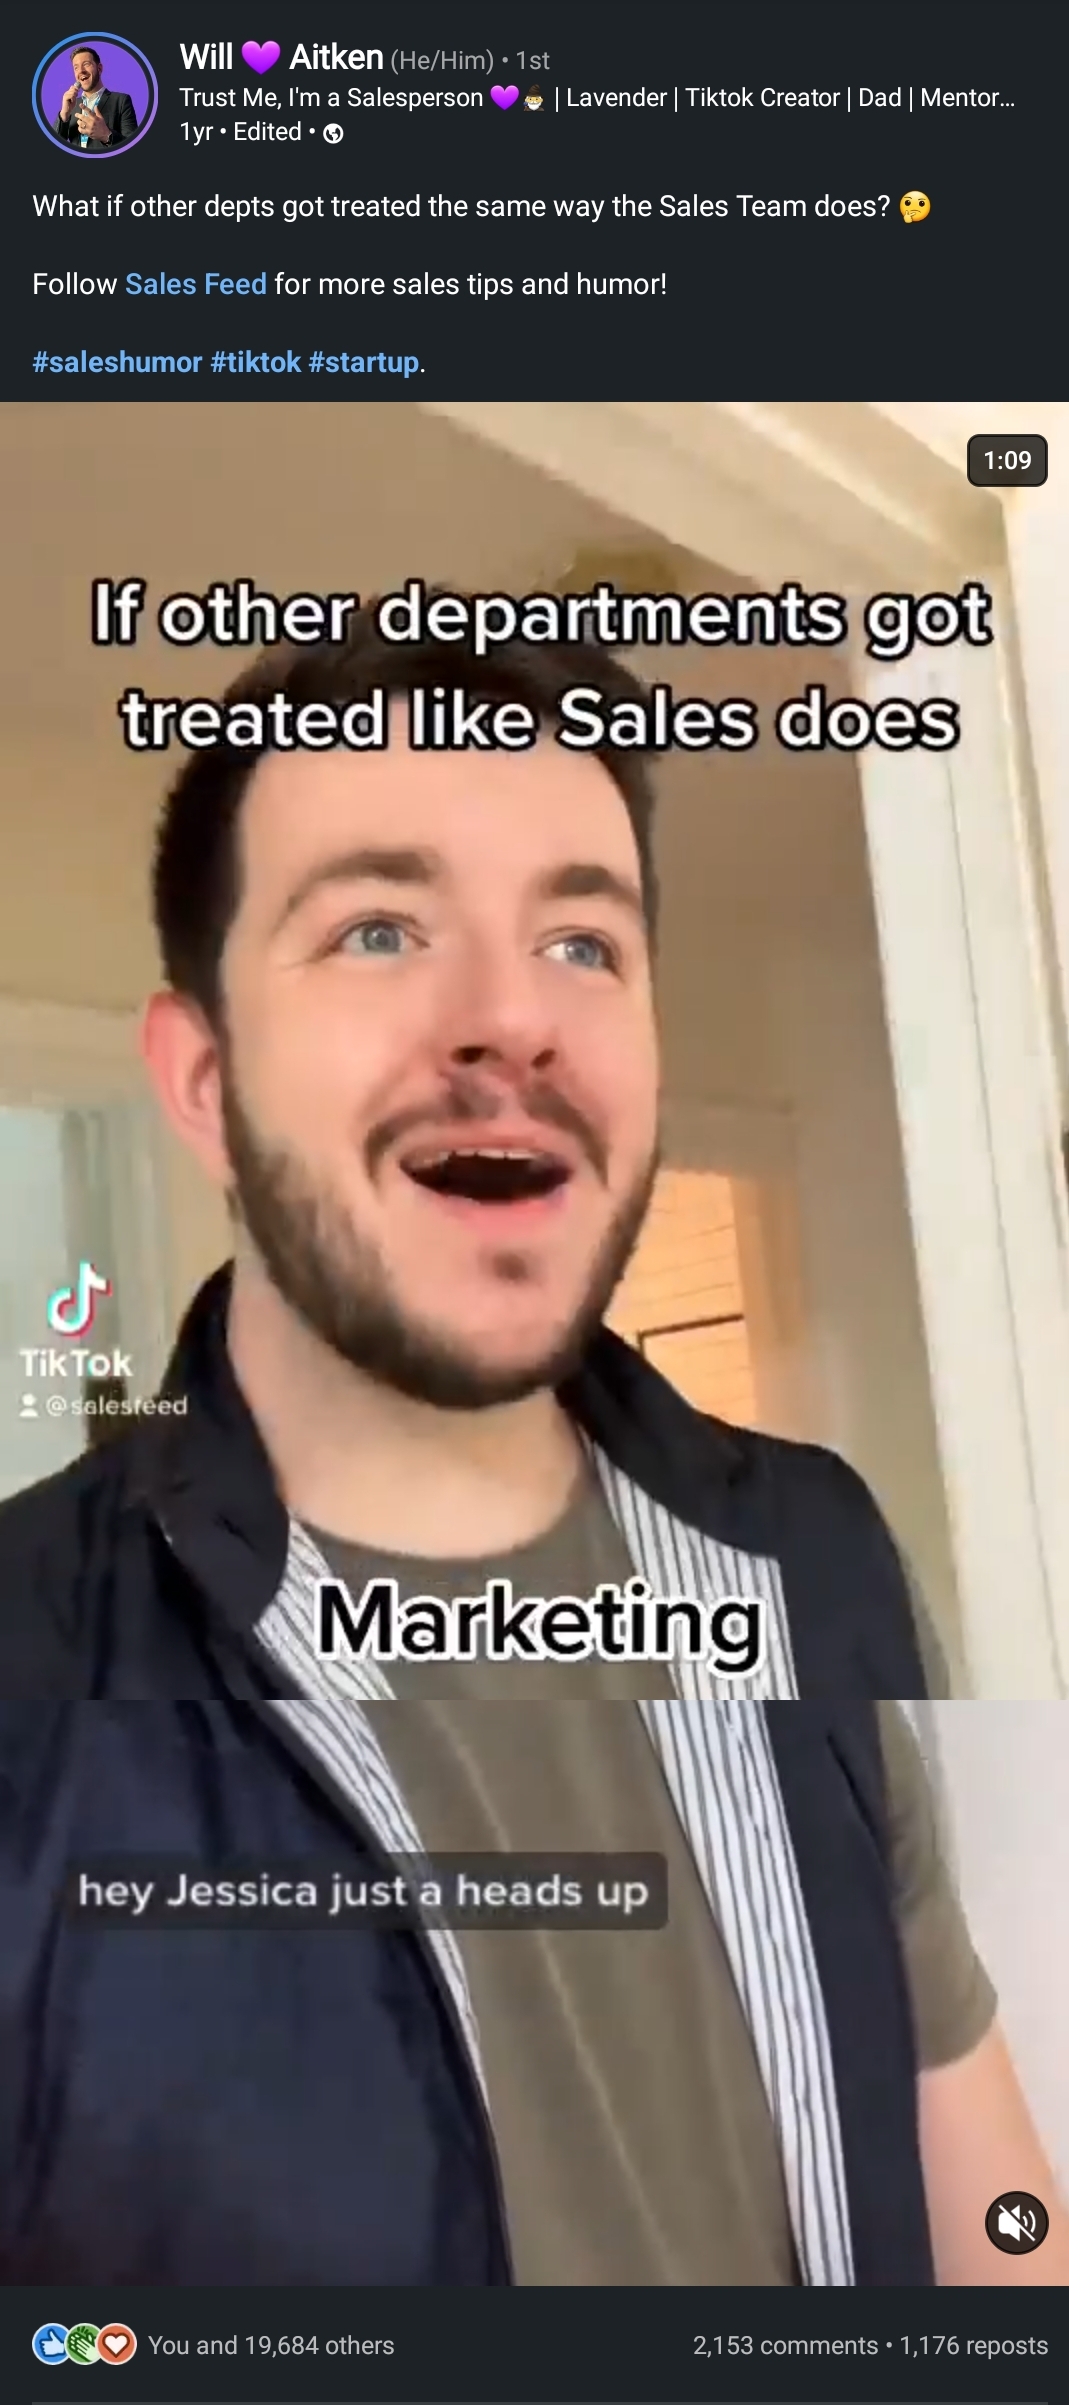 Will 💜 Aitken (He/Him) • 1st
Trust Me, I'm a Salesperson 💜🧙 | Lavender | Tiktok Creator | Dad | Mentor...
1yr • Edited •
What if other depts got treated the same way the Sales Team does? 🤔
Follow Sales Feed for more sales tips and humor!
#saleshumor #tiktok #startup.
1:09
If other departments got
treated like Sales does
TikTok
@salesfeed
Marketing
hey Jessica just a heads up
You and 19,684 others
2,153 comments • 1,176 reposts